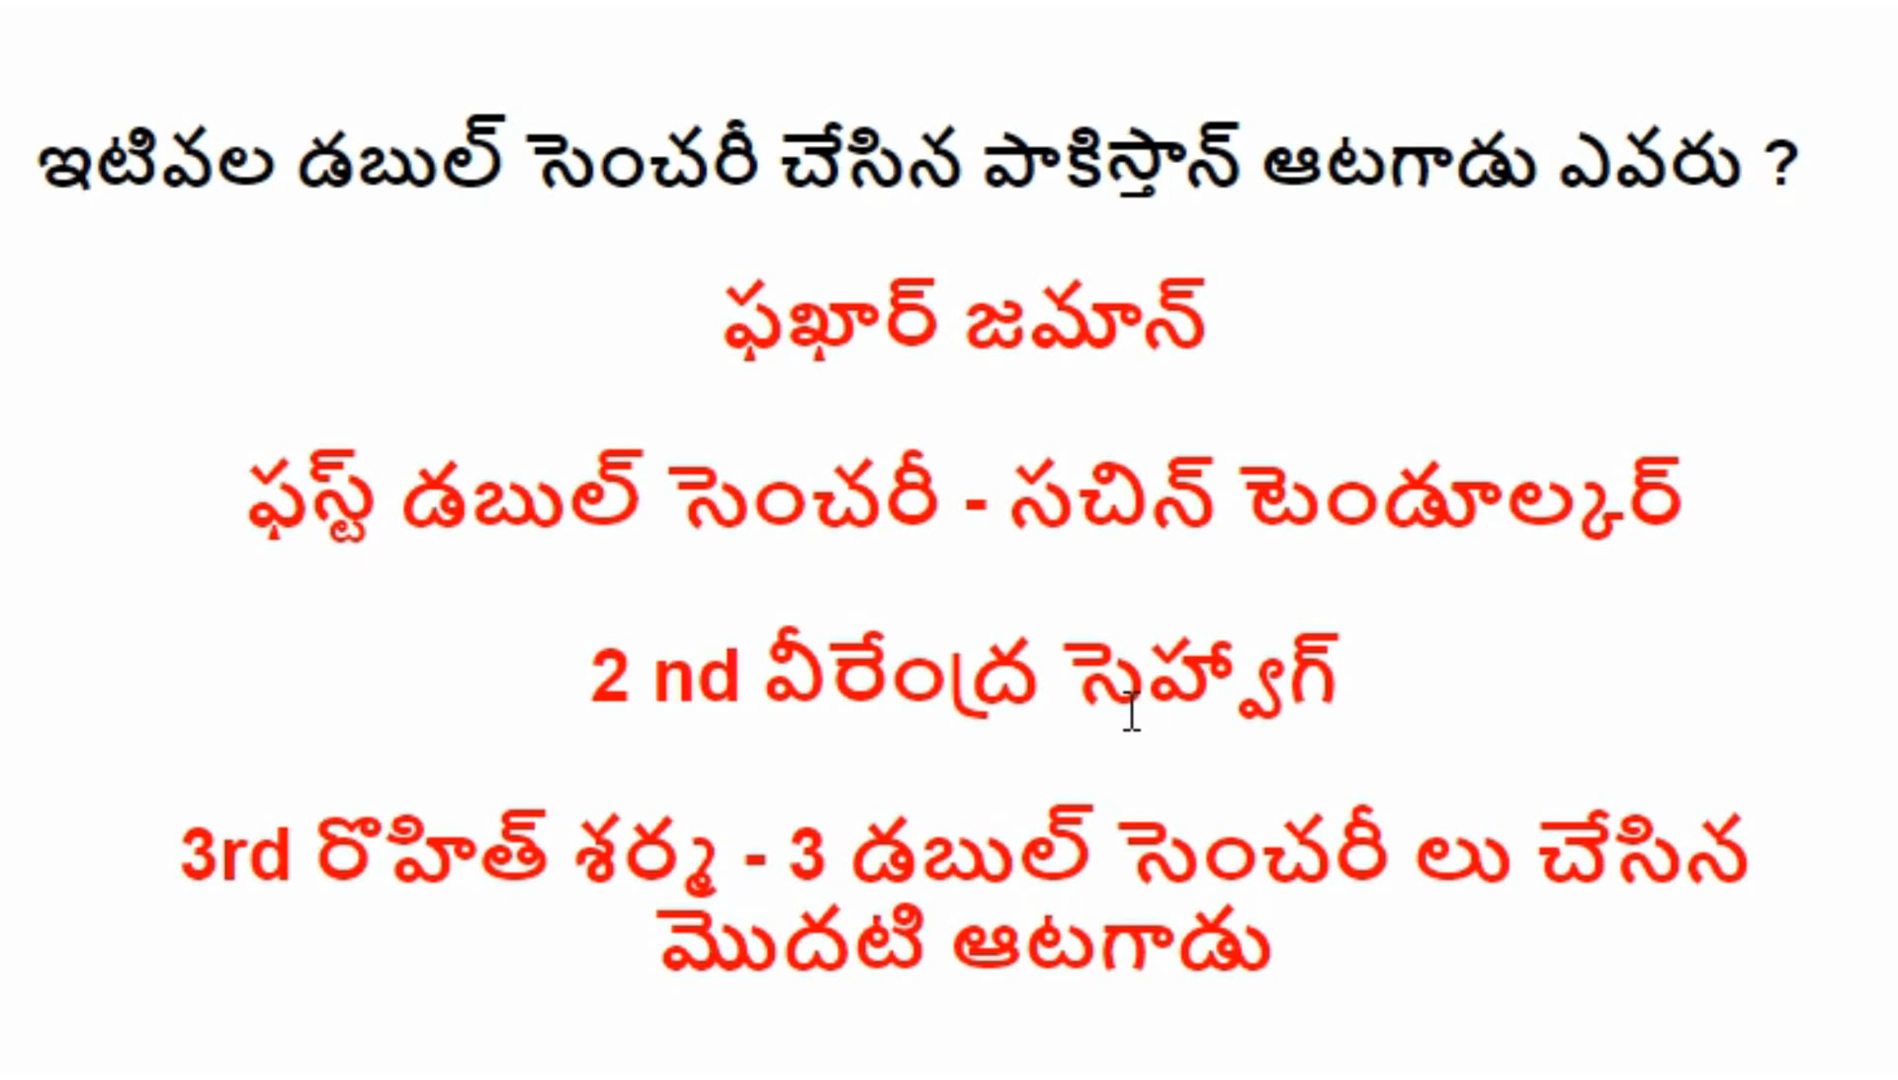 ఇటివల డబుల్ సెంచరీ చేసిన పాకిస్తాన్ ఆటగాడు ఎవరు ?
ఫఖార్ జమాన్
ఫస్ట్ డబుల్ సెంచరీ - సచిన్ టెండూల్కర్
2 nd వీరేంద్ర సెహ్వాగ్
3rd రొహిత్ శర్మ - 3 డబుల్ సెంచరీ లు చేసిన
మొదటి ఆటగాడు